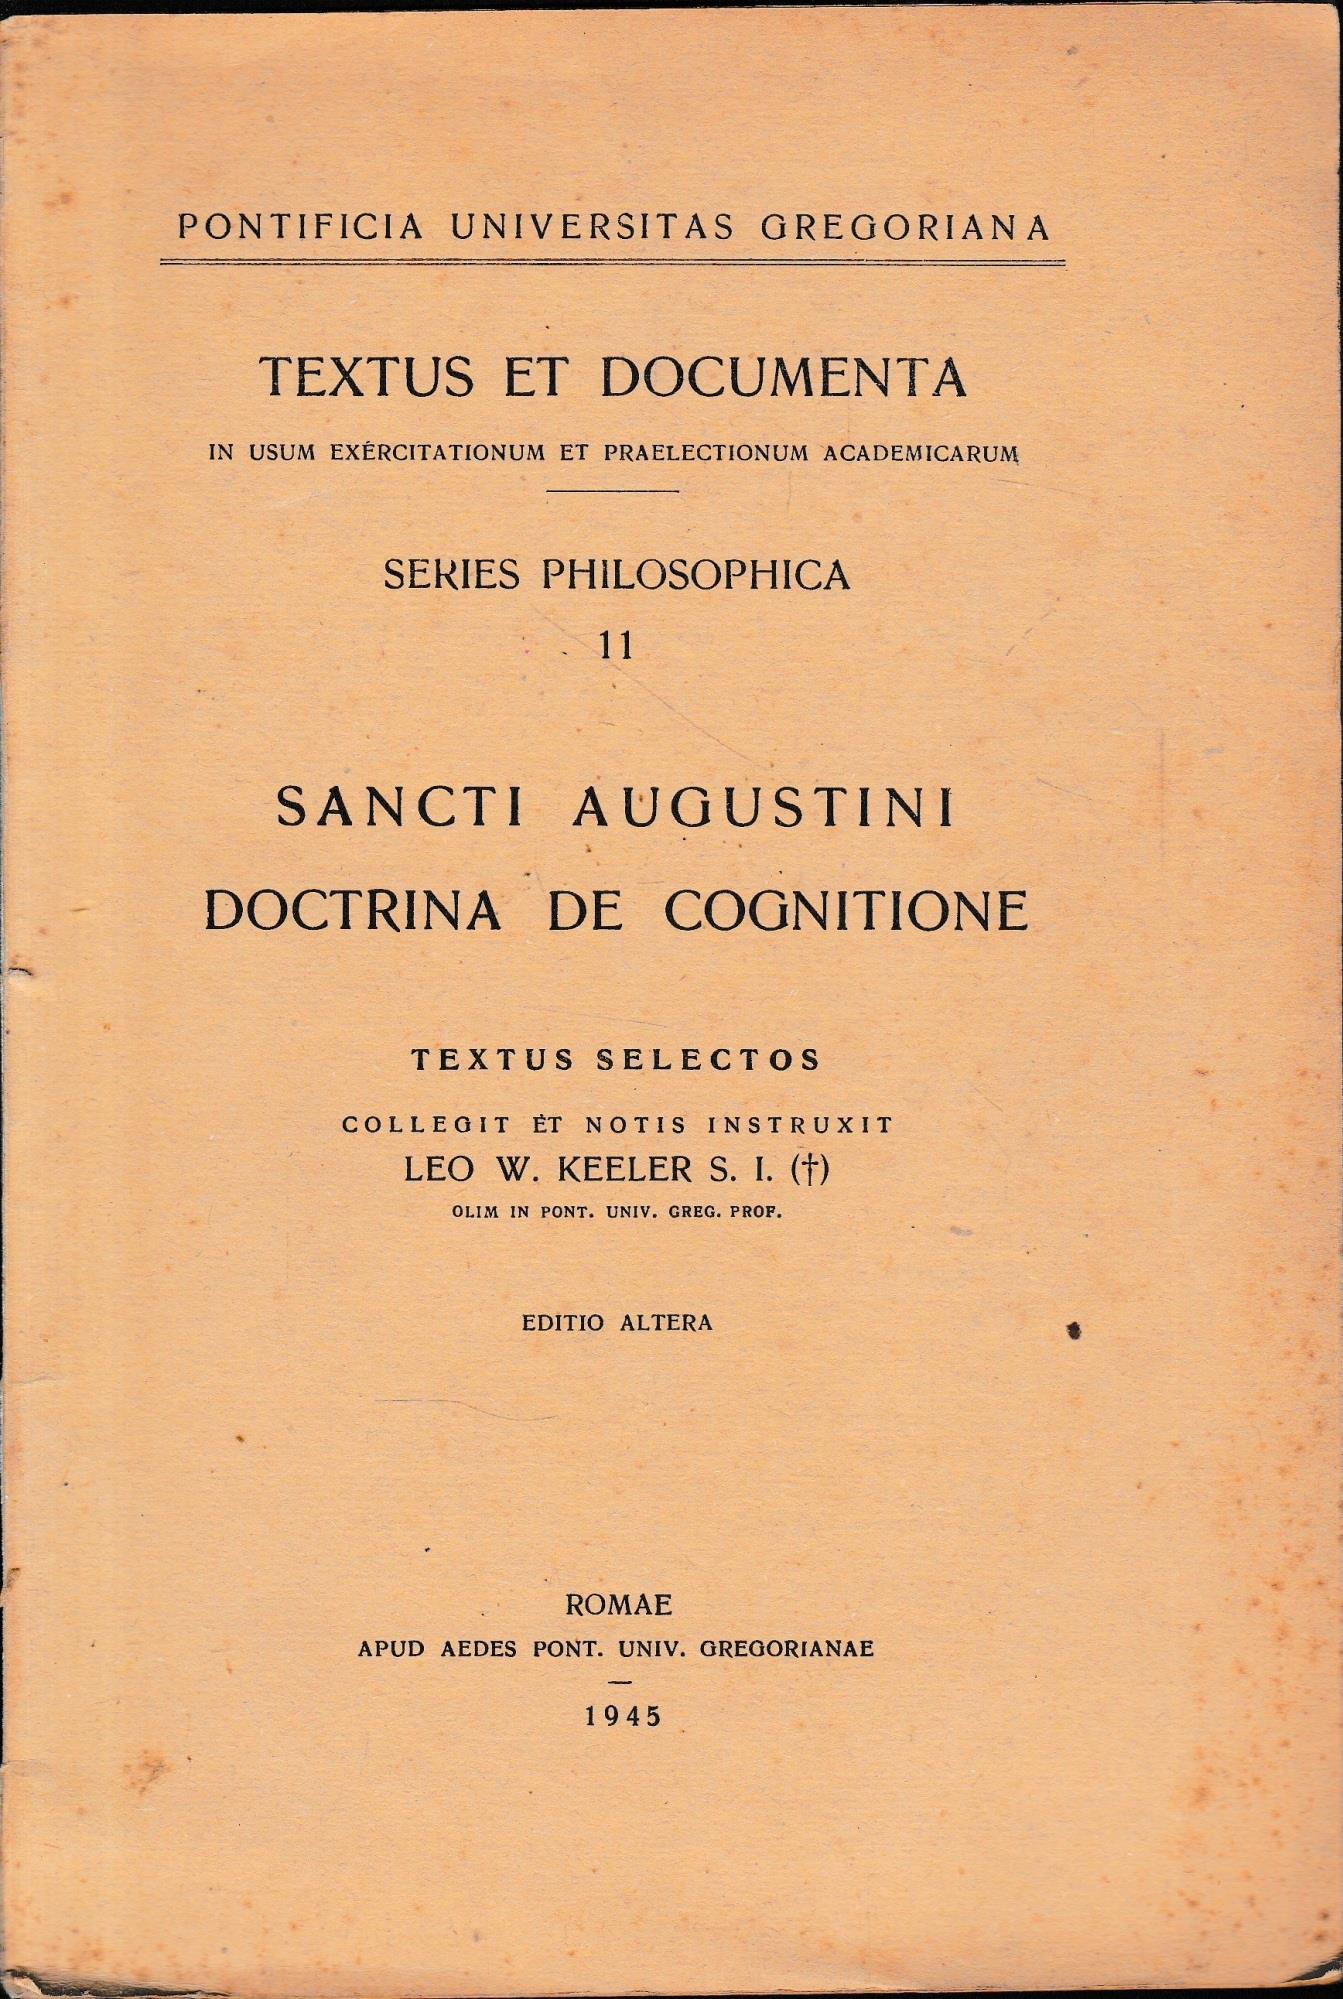 PONTIFICIA UNIVERSITAS GREGORIANA
TEXTUS ET DOCUMENTA
IN USUM EXERCITATIONUM ET PRAELECTIONUM ACADEMICARUM
SERIES PHILOSOPHICA
11
SANCTI AUGUSTINI
DOCTRINA DE COGNITIONE
TEXTUS SELECTOS
COLLEGIT ET NOTIS INSTRUXIT
LEO W. KEELER S. I. (†)
OLIM IN PONT. UNIV. GREG. PROF.
EDITIO ALTERA
ROMAE
APUD AEDES PONT. UNIV. GREGORIANAE
1945